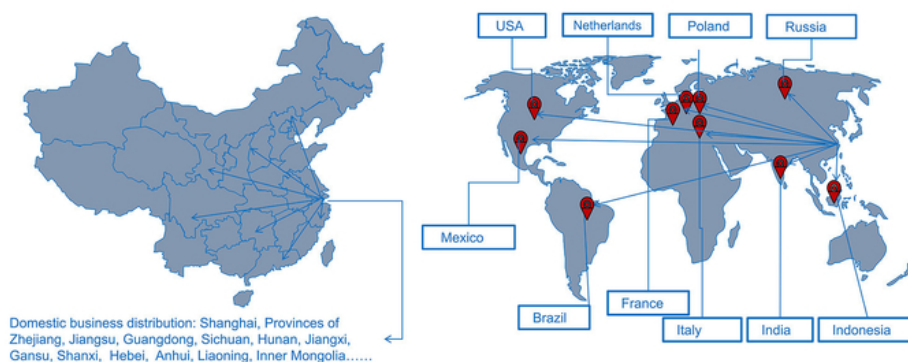 USA
Netherlands
Poland
Russia
Mexico
Brazil
France
Italy
India
Indonesia
Domestic business distribution: Shanghai, Provinces of
Zhejiang, Jiangsu, Guangdong, Sichuan, Hunan, Jiangxi,
Gansu, Shanxi, Hebei, Anhui, Liaoning, Inner Mongolia......